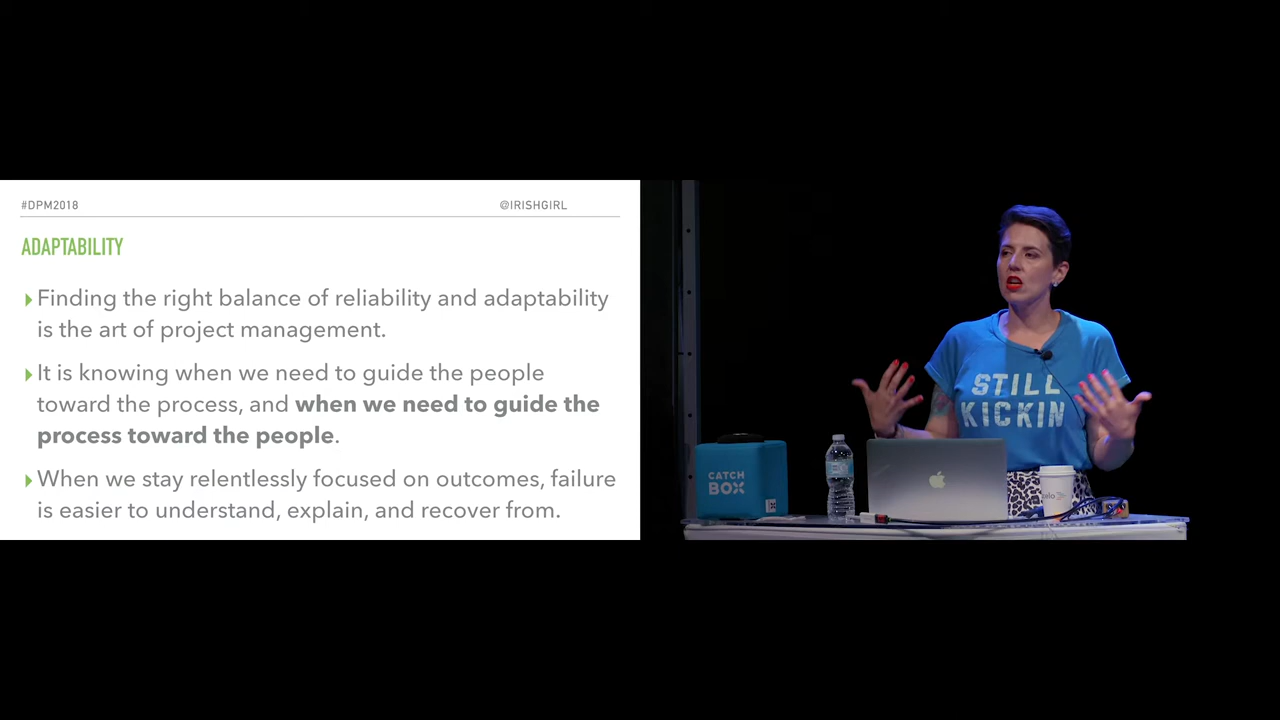 #DPM2018
@IRISHGIRL
ADAPTABILITY
Finding the right balance of reliability and adaptability
is the art of project management.
It is knowing when we need to guide the people
toward the process, and when we need to guide the
process toward the people.
When we stay relentlessly focused on outcomes, failure
is easier to understand, explain, and recover from.
STILL
KICKIN
CATCH
BOX